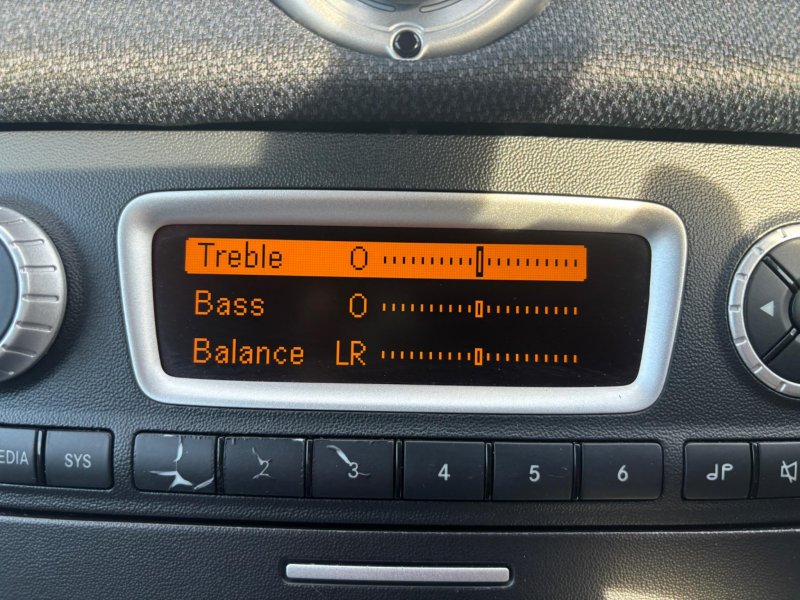 Treble 0
Bass 0
Balance LR
EDIA SYS 2 3 4 5 6